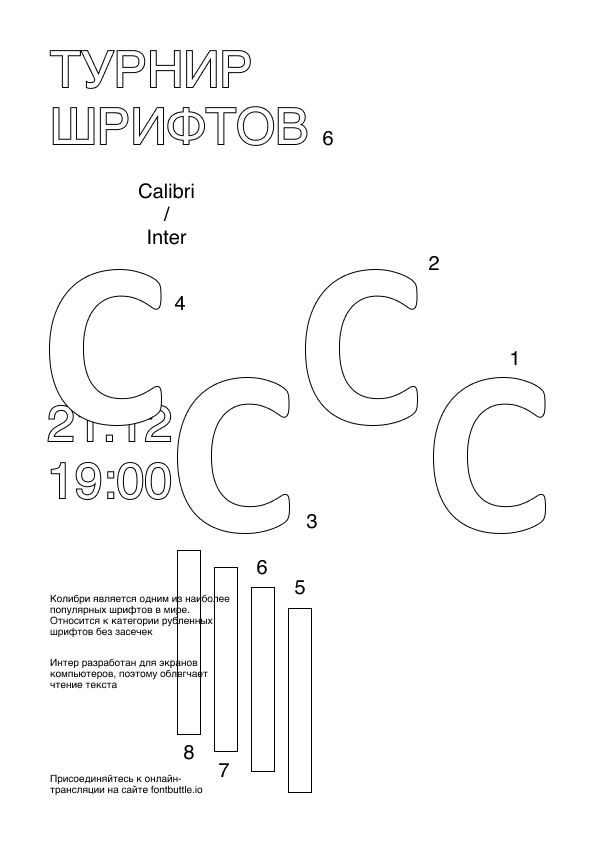 ТУРНИР
ШРИФТОВ 6
Calibri
/
Inter
2
C 4 C
1
21.12
C C
19:00
3
6
5
Колибри является одним из наиболее
популярных шрифтов в мире.
Относится к категории рубленных
шрифтов без засечек
Интер разработан для экранов
компьютеров, поэтому облегчает
чтение текста
8
7
Присоединяйтесь к онлайн-
трансляции на сайте fontbuttle.io